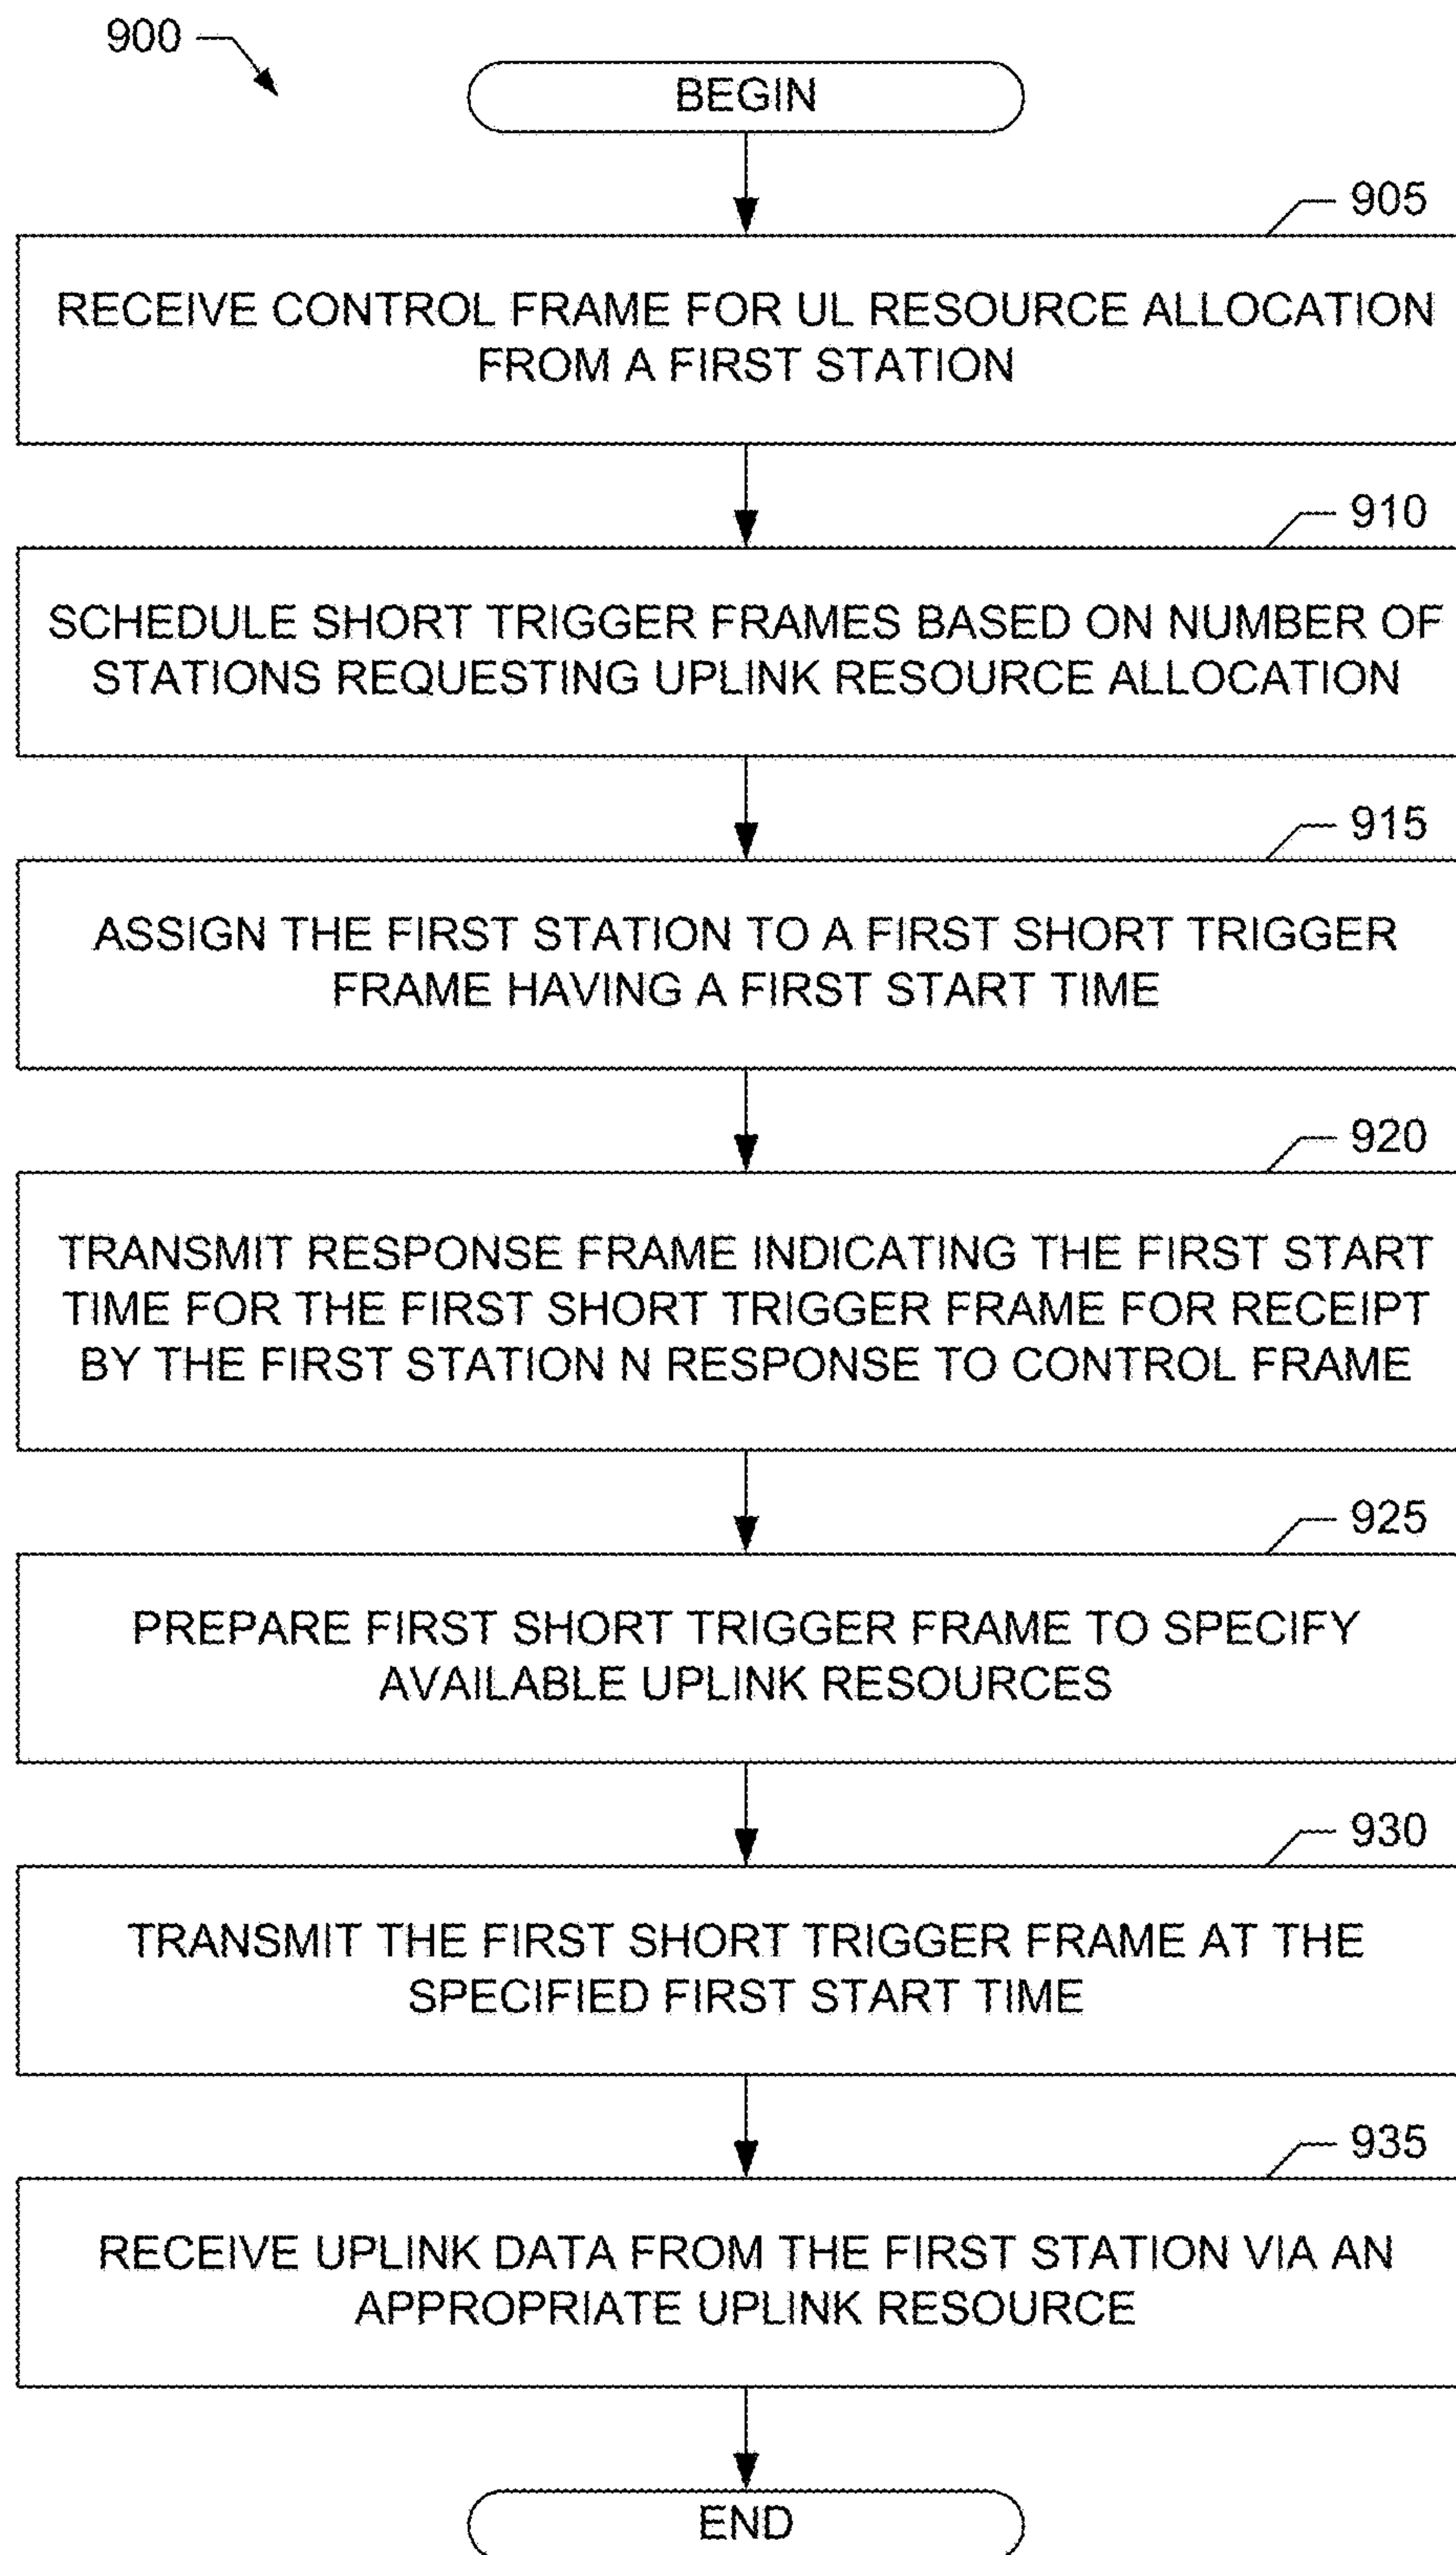 900
BEGIN
905
RECEIVE CONTROL FRAME FOR UL RESOURCE ALLOCATION
FROM A FIRST STATION
910
SCHEDULE SHORT TRIGGER FRAMES BASED ON NUMBER OF
STATIONS REQUESTING UPLINK RESOURCE ALLOCATION
915
ASSIGN THE FIRST STATION TO A FIRST SHORT TRIGGER
FRAME HAVING A FIRST START TIME
920
TRANSMIT RESPONSE FRAME INDICATING THE FIRST START
TIME FOR THE FIRST SHORT TRIGGER FRAME FOR RECEIPT
BY THE FIRST STATION N RESPONSE TO CONTROL FRAME
925
PREPARE FIRST SHORT TRIGGER FRAME TO SPECIFY
AVAILABLE UPLINK RESOURCES
930
TRANSMIT THE FIRST SHORT TRIGGER FRAME AT THE
SPECIFIED FIRST START TIME
935
RECEIVE UPLINK DATA FROM THE FIRST STATION VIA AN
APPROPRIATE UPLINK RESOURCE
END